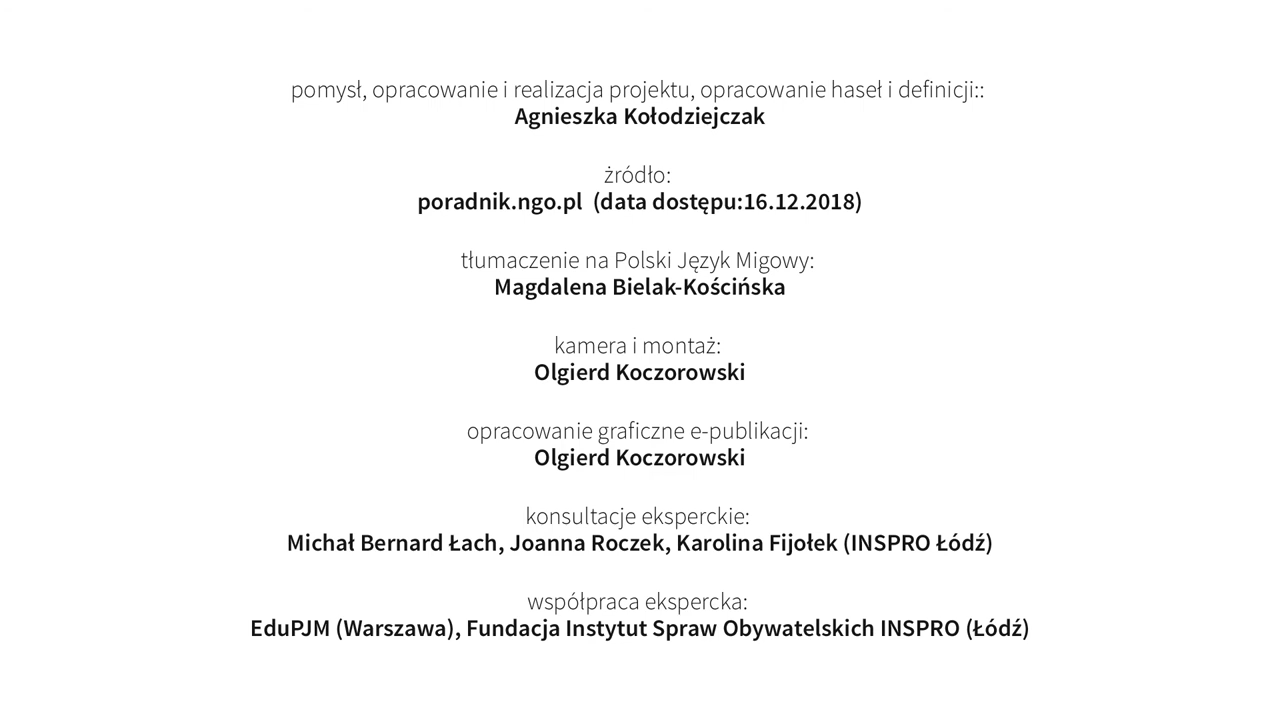 pomysł, opracowanie i realizacja projektu, opracowanie haseł i definicji::
Agnieszka Kołodziejczak
żródło:
poradnik.ngo.pl (data dostępu:16.12.2018)
tłumaczenie na Polski Język Migowy:
Magdalena Bielak-Kościńska
kamera i montaż:
Olgierd Koczorowski
opracowanie graficzne e-publikacji:
Olgierd Koczorowski
konsultacje eksperckie:
Michał Bernard Łach, Joanna Roczek, Karolina Fijołek (INSPRO Łódź)
współpraca ekspercka:
EduPJM (Warszawa), Fundacja Instytut Spraw Obywatelskich INSPRO (Łódź)